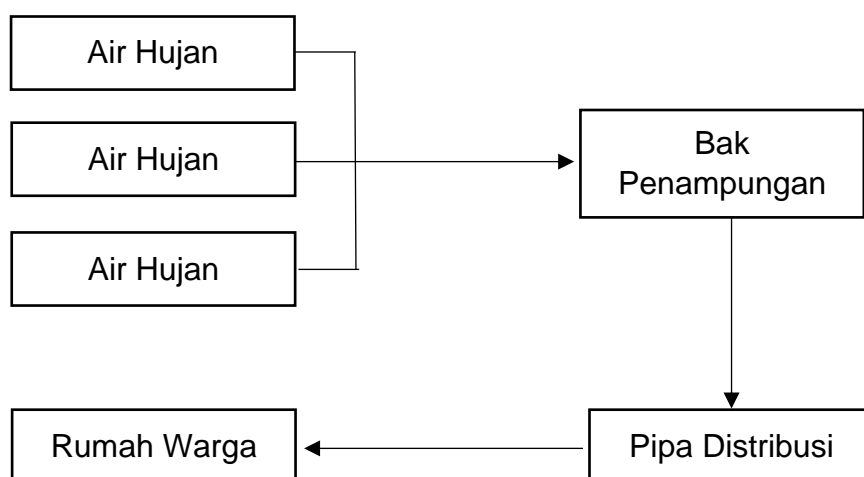 Air Hujan
Air Hujan
Air Hujan
Bak
Penampungan
Rumah Warga
Pipa Distribusi